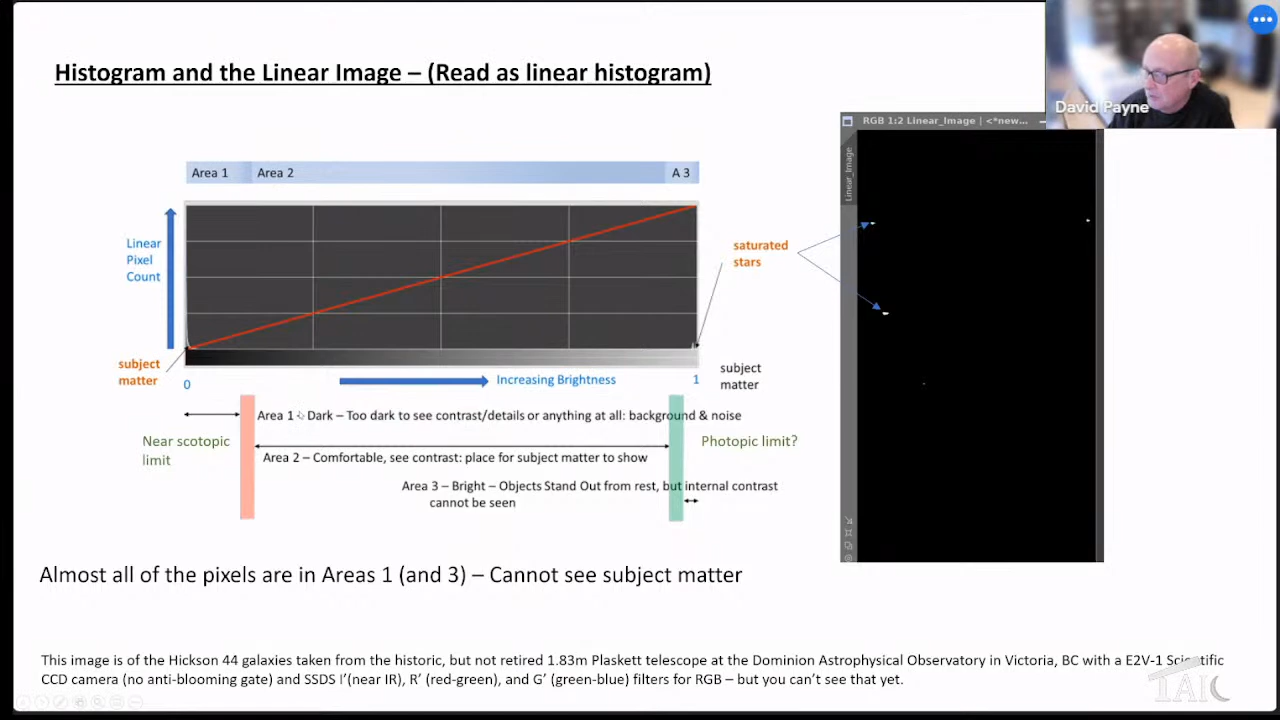 Histogram and the Linear Image – (Read as linear histogram)
David Payne
RGB 1:2 Linear_Image | <*new...
Linear_Image
Area 1
Area 2
A 3
Linear
Pixel
Count
saturated
stars
subject
matter
0
Increasing Brightness
1
subject
matter
Area 1 – Dark – Too dark to see contrast/details or anything at all: background & noise
Near scotopic
limit
Photopic limit?
Area 2 – Comfortable, see contrast: place for subject matter to show
Area 3 – Bright – Objects Stand Out from rest, but internal contrast
cannot be seen
Almost all of the pixels are in Areas 1 (and 3) – Cannot see subject matter
This image is of the Hickson 44 galaxies taken from the historic, but not retired 1.83m Plaskett telescope at the Dominion Astrophysical Observatory in Victoria, BC with a E2V-1 Scientific
CCD camera (no anti-blooming gate) and SSDS I’(near IR), R’ (red-green), and G’ (green-blue) filters for RGB – but you can’t see that yet.
TAIC